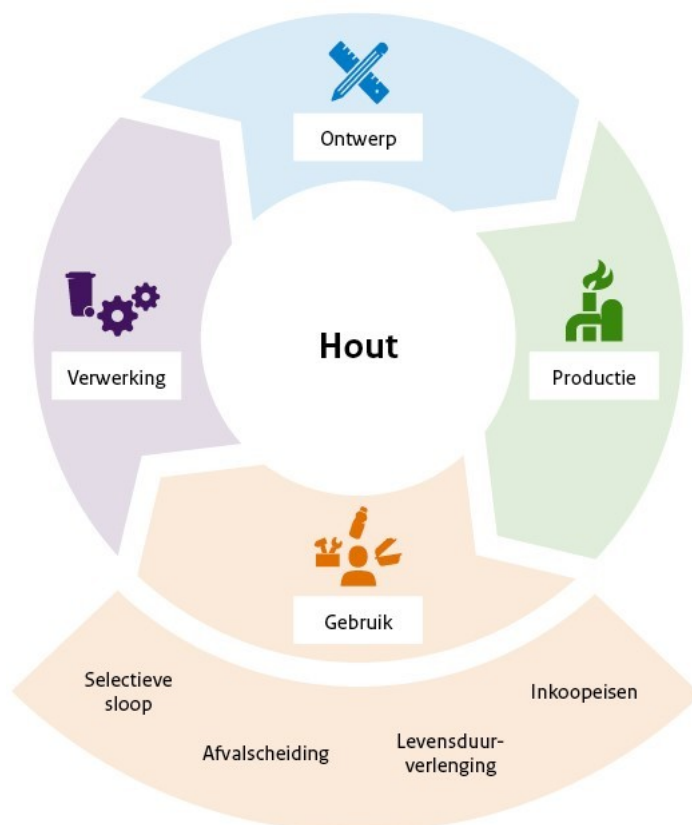 Ontwerp
Hout
Verwerking
Productie
Gebruik
Selectieve
sloop
Afvalscheiding
Levensduur-
verlenging
Inkoopeisen